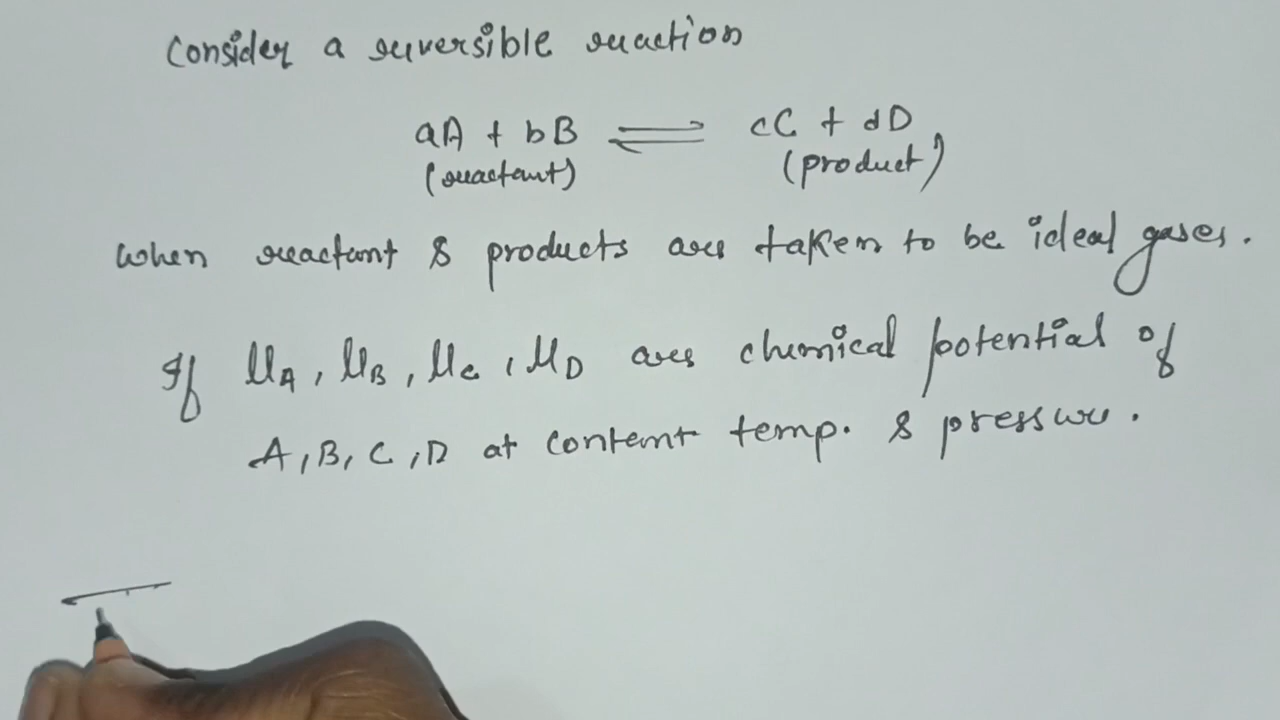 Consider a reversible reaction
aA + bB ⇌ cC + dD
(reactant) (product)
when reactant & products are taken to be ideal gases.
If μA, μB, μC, μD are chemical potential of
A, B, C, D at contant temp. & pressure.